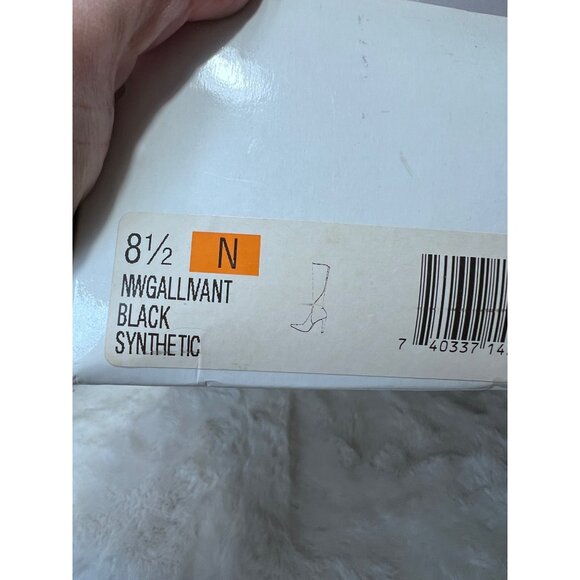 8½ N
NWGALLIVANT
BLACK
SYNTHETIC
7 40337 14